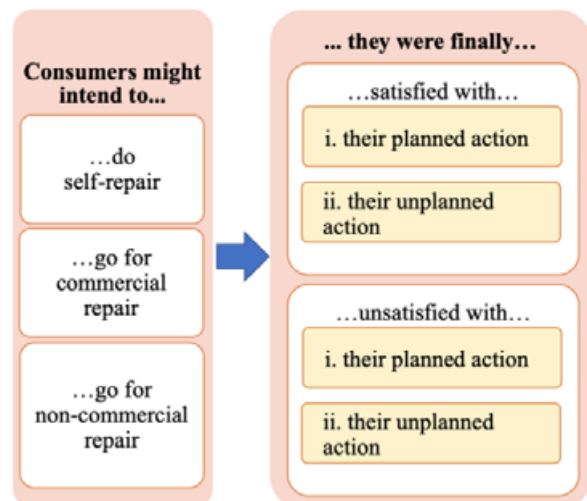 Consumers might
intend to...
…do
self-repair
…go for
commercial
repair
…go for
non-commercial
repair
... they were finally…
…satisfied with…
i. their planned action
ii. their unplanned
action
…unsatisfied with…
i. their planned action
ii. their unplanned
action